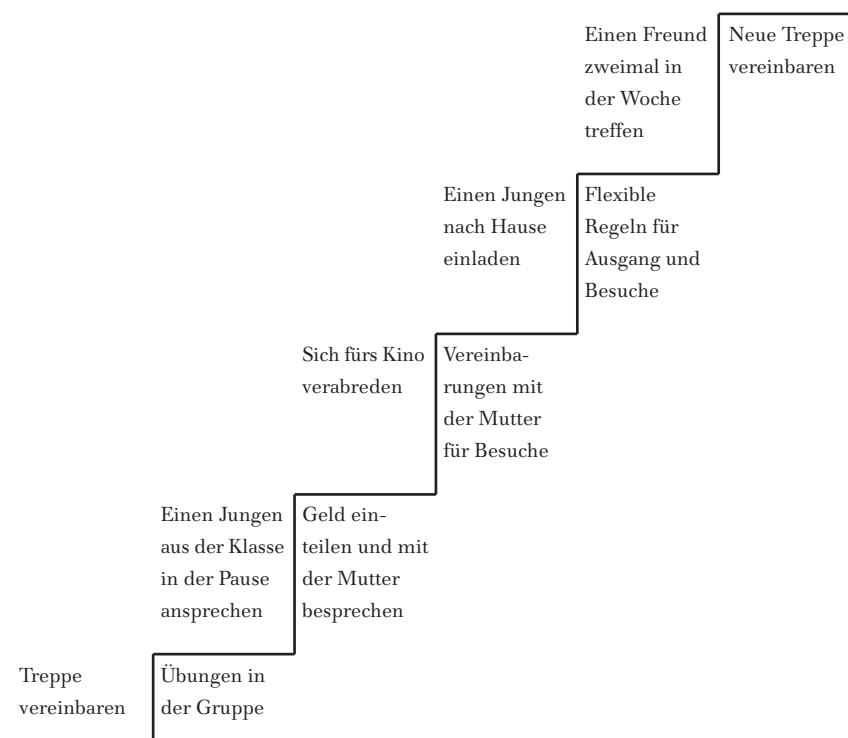 Einen Freund
zweimal in
der Woche
treffen
Neue Treppe
vereinbaren
Einen Jungen
nach Hause
einladen
Flexible
Regeln für
Ausgang und
Besuche
Sich fürs Kino
verabreden
Vereinba-
rungen mit
der Mutter
für Besuche
Einen Jungen
aus der Klasse
in der Pause
ansprechen
Geld ein-
teilen und mit
der Mutter
besprechen
Treppe
vereinbaren
Übungen in
der Gruppe